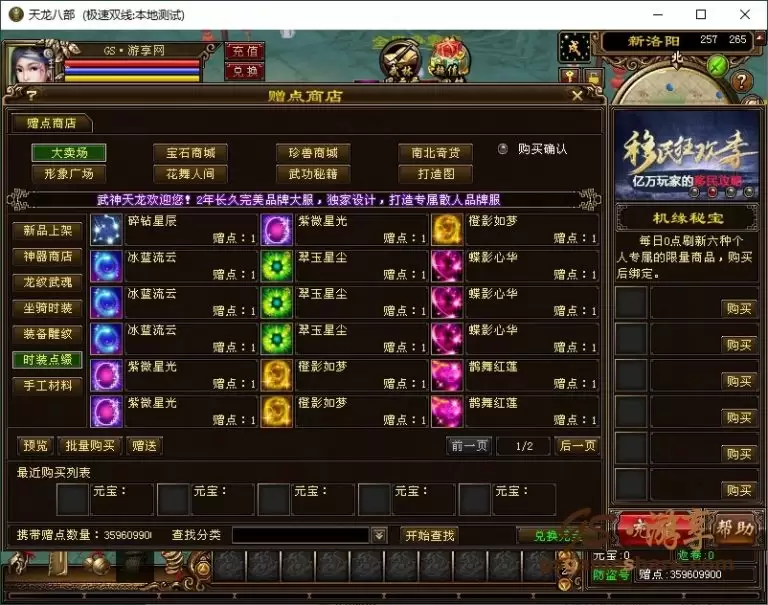 天龙八部 (极速双线:本地测试)
GS·游享网
充值
兑换
新洛阳 257 265
北
?
赠点商店
赠点商店
大卖场 宝石商城 珍兽商城 南北奇货 购买确认
形象广场 花舞人间 武功秘籍 打造图
武神天龙欢迎您! 2年长久完美品牌大服,独家设计,打造专属散人品牌服
移民狂欢季
亿万玩家的移民攻略
机缘秘宝
每日0点刷新六种个
人专属的限量商品,购买
后绑定。
新品上架
神器商店
龙纹武魂
坐骑时装
装备雕纹
时装点缀
手工材料
碎钻星辰 赠点:1 紫微星光 赠点:1 橙影如梦 赠点:1
冰蓝流云 赠点:1 翠玉星尘 赠点:1 蝶影心华 赠点:1
冰蓝流云 赠点:1 翠玉星尘 赠点:1 蝶影心华 赠点:1
冰蓝流云 赠点:1 翠玉星尘 赠点:1 蝶影心华 赠点:1
紫微星光 赠点:1 橙影如梦 赠点:1 鹊舞红莲 赠点:1
紫微星光 赠点:1 橙影如梦 赠点:1 鹊舞红莲 赠点:1
购买
购买
购买
购买
购买
购买
预览 批量购买 赠送 前一页 1/2 后一页
最近购买列表
元宝: 元宝: 元宝: 元宝: 元宝:
携带赠点数量:35960990 查找分类 开始查找 兑换元
充 帮助
元宝:0
防盗号 赠点:359609900